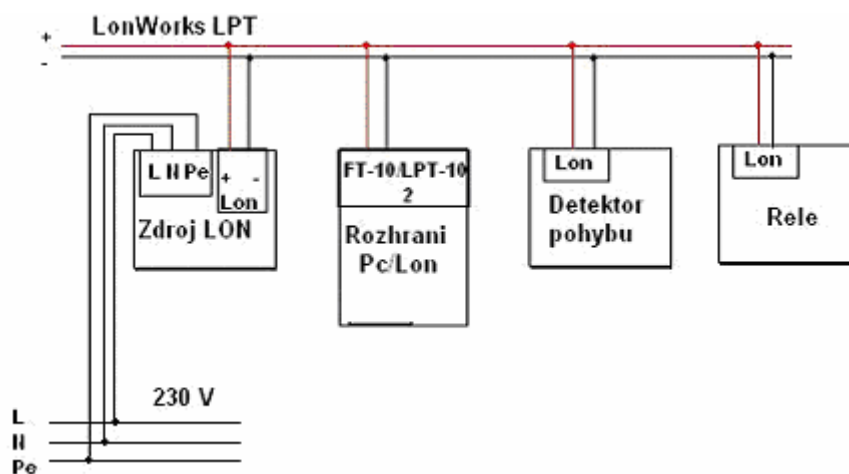 LonWorks LPT
+
-
L N Pe
+ -
Lon
Zdroj LON
FT-10/LPT-10
2
Rozhrani
Pc/Lon
Lon
Detektor
pohybu
Lon
Rele
230 V
L
N
Pe